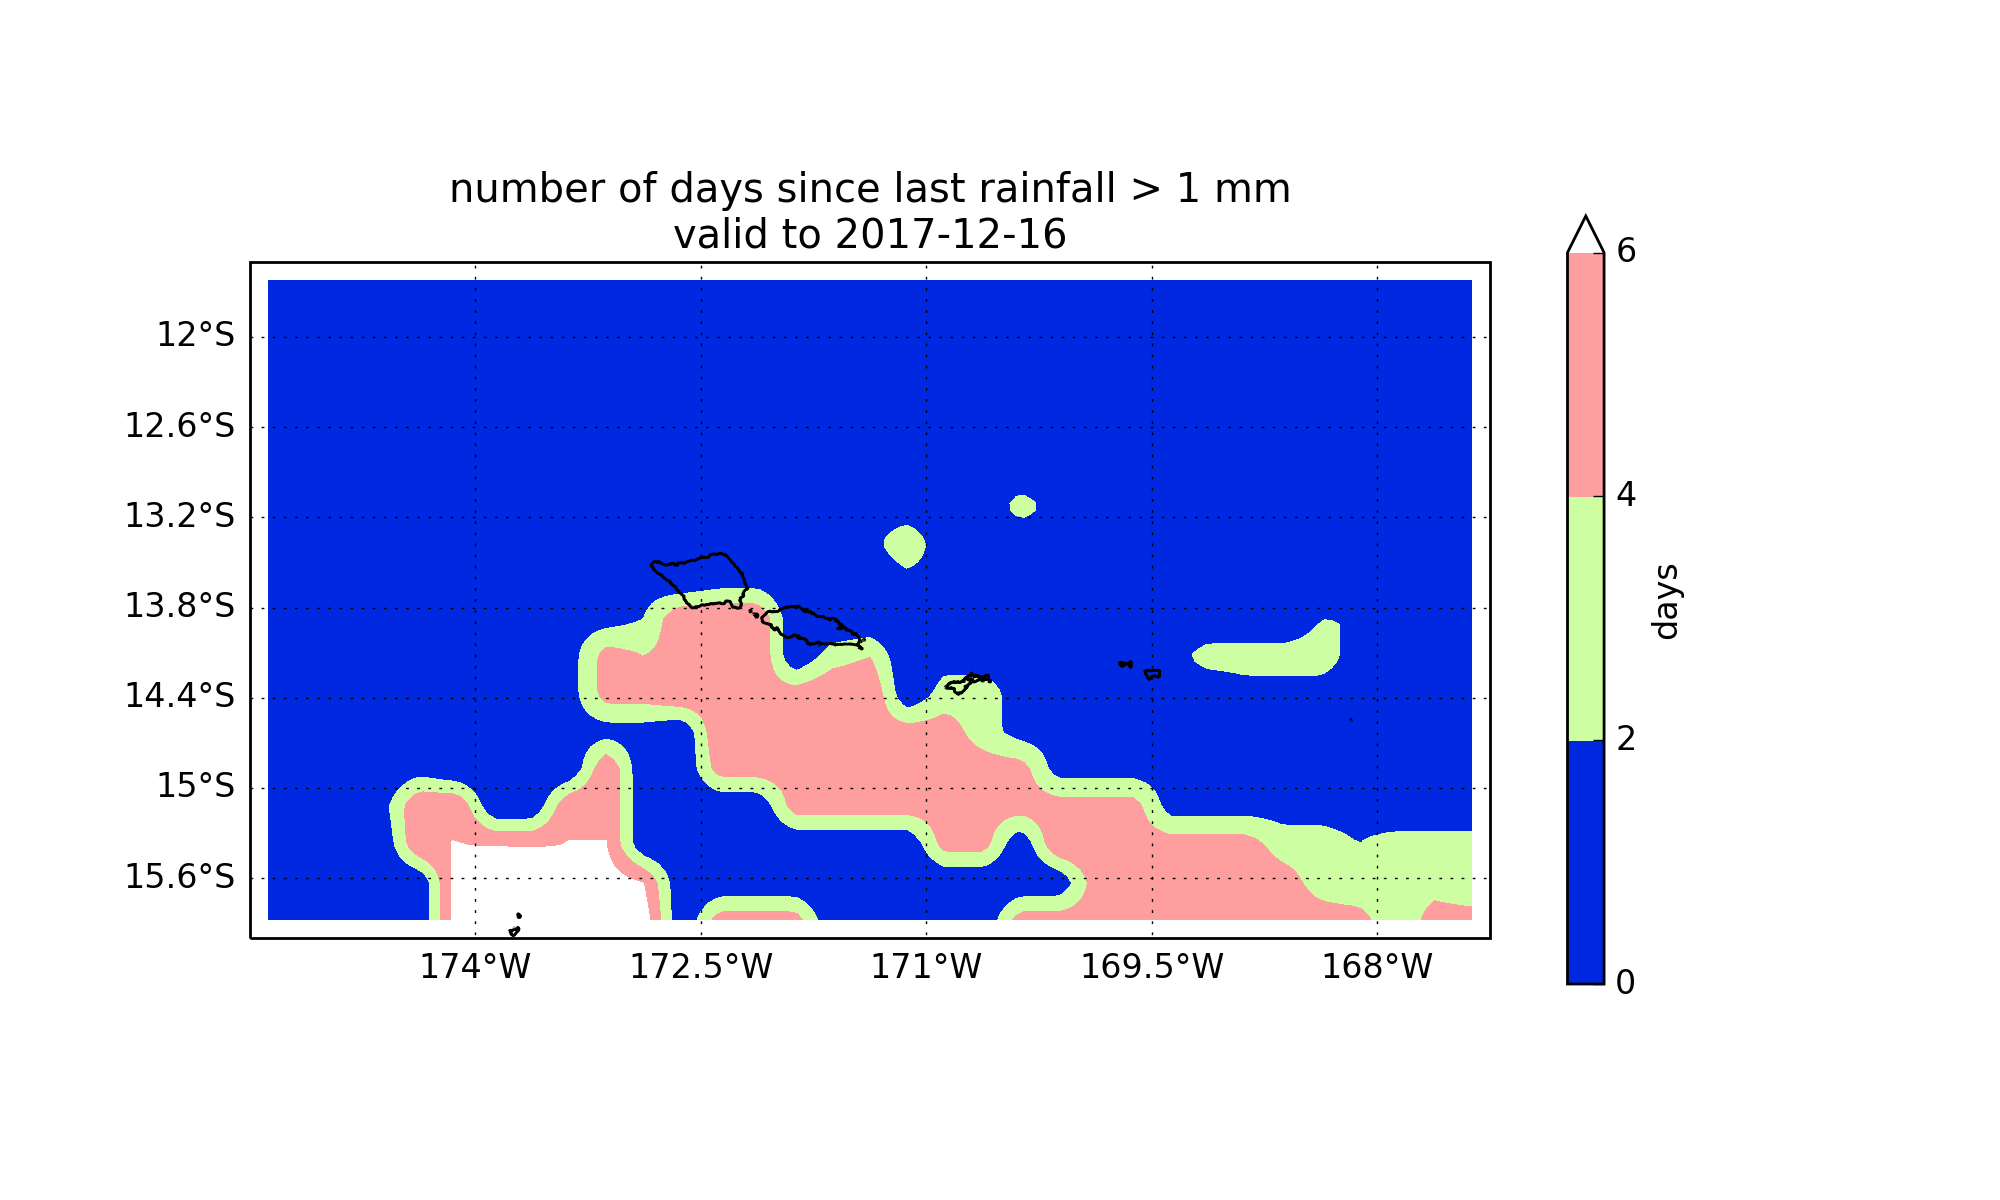 number of days since last rainfall > 1 mm
valid to 2017-12-16
12°S
12.6°S
13.2°S
13.8°S
14.4°S
15°S
15.6°S
174°W 172.5°W 171°W 169.5°W 168°W
6
4
2
0
days